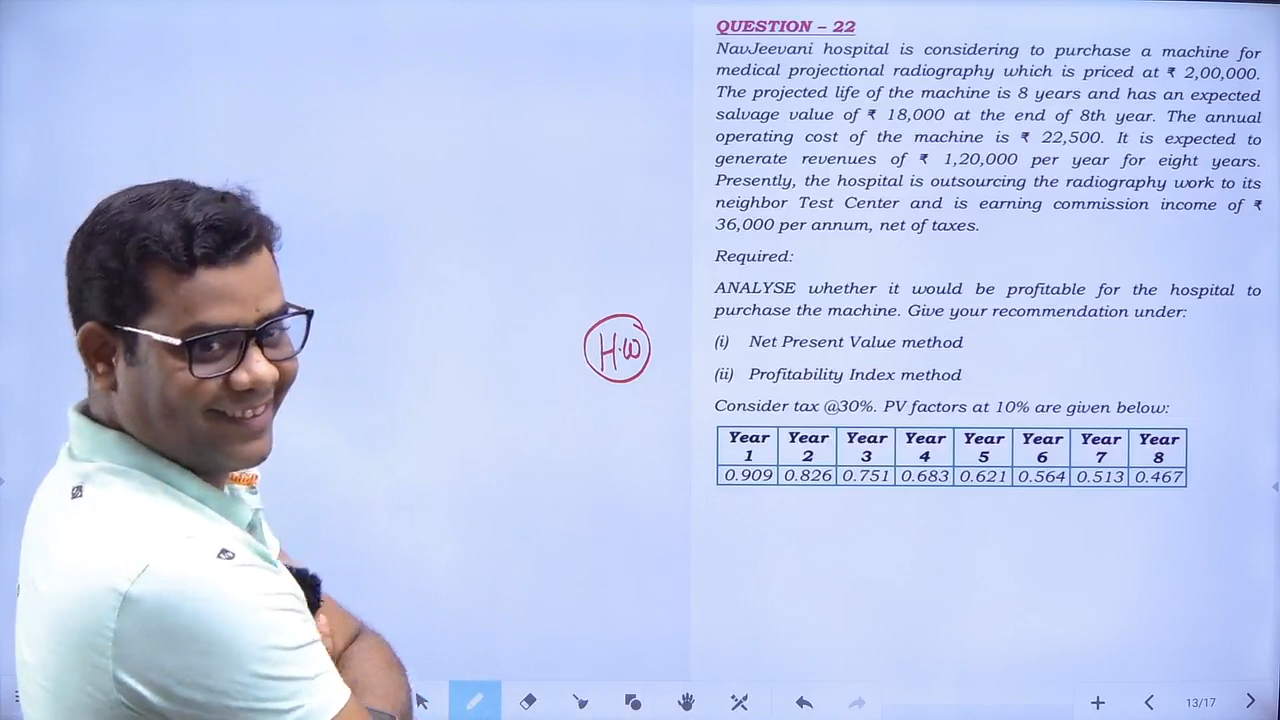 QUESTION – 22
NavJeevani hospital is considering to purchase a machine for
medical projectional radiography which is priced at ₹ 2,00,000.
The projected life of the machine is 8 years and has an expected
salvage value of ₹ 18,000 at the end of 8th year. The annual
operating cost of the machine is ₹ 22,500. It is expected to
generate revenues of ₹ 1,20,000 per year for eight years.
Presently, the hospital is outsourcing the radiography work to its
neighbor Test Center and is earning commission income of ₹
36,000 per annum, net of taxes.
Required:
ANALYSE whether it would be profitable for the hospital to
purchase the machine. Give your recommendation under:
(i) Net Present Value method
(ii) Profitability Index method
Consider tax @30%. PV factors at 10% are given below:
Year 1 Year 2 Year 3 Year 4 Year 5 Year 6 Year 7 Year 8
0.909 0.826 0.751 0.683 0.621 0.564 0.513 0.467
H.W
13/17